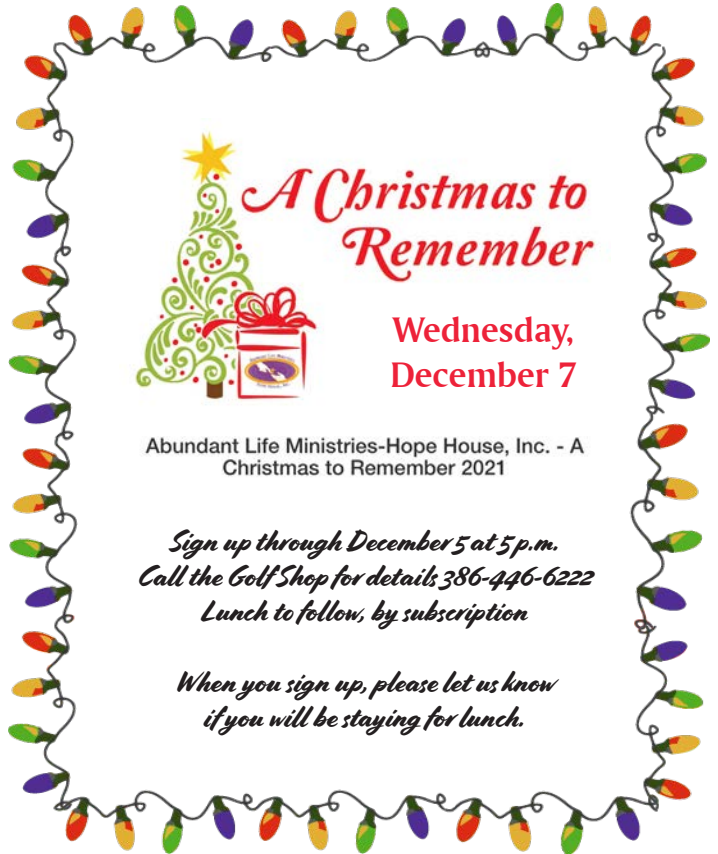 A Christmas to
Remember
Wednesday,
December 7
Abundant Life Ministries-Hope House, Inc. - A
Christmas to Remember 2021
Sign up through December 5 at 5 p.m.
Call the Golf Shop for details 386-446-6222
Lunch to follow, by subscription
When you sign up, please let us know
if you will be staying for lunch.